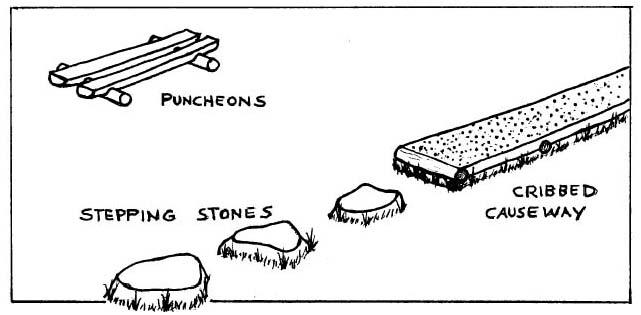 PUNCHEONS
STEPPING STONES
CRIBBED
CAUSEWAY